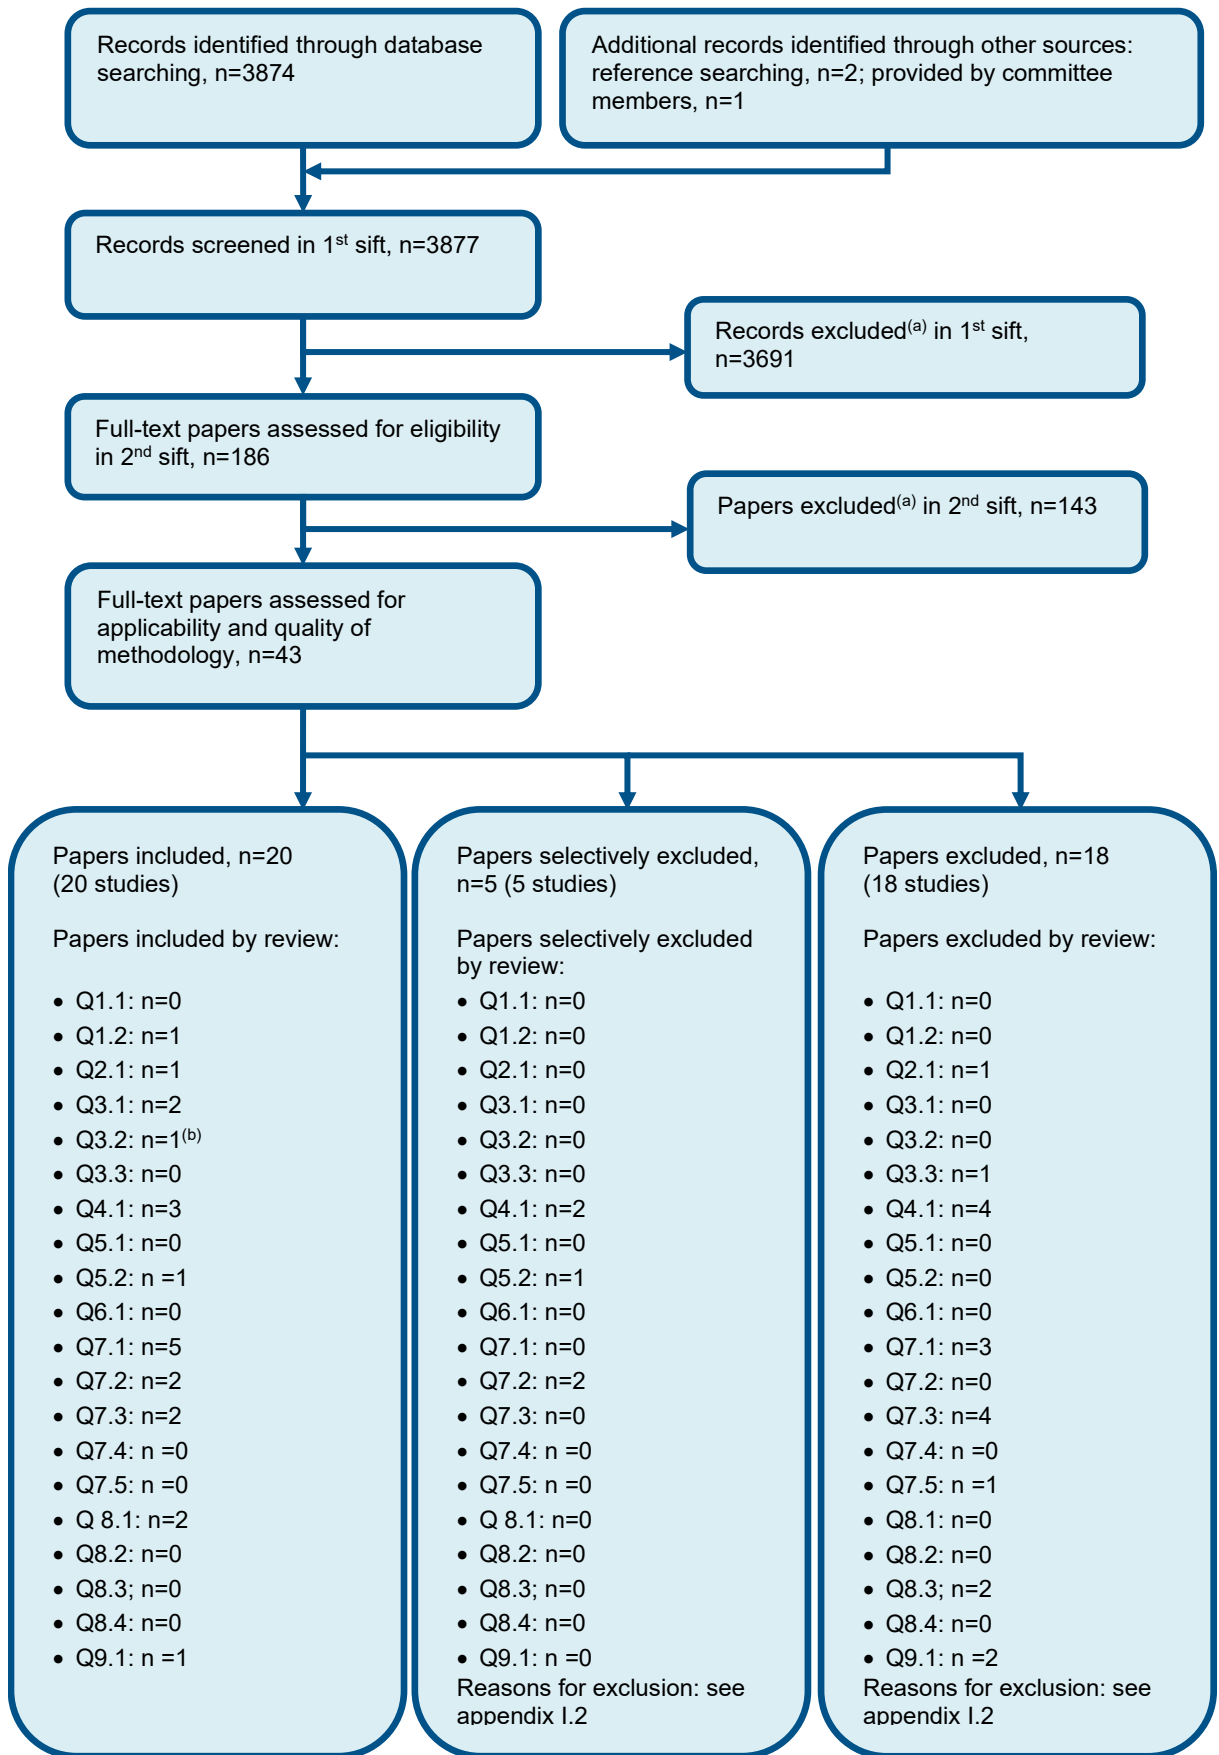 Records identified through database
searching, n=3874
Additional records identified through other sources:
reference searching, n=2; provided by committee
members, n=1
Records screened in 1st sift, n=3877
Records excluded(a) in 1st sift,
n=3691
Full-text papers assessed for eligibility
in 2nd sift, n=186
Papers excluded(a) in 2nd sift, n=143
Full-text papers assessed for
applicability and quality of
methodology, n=43
Papers included, n=20
(20 studies)
Papers included by review:
• Q1.1: n=0
• Q1.2: n=1
• Q2.1: n=1
• Q3.1: n=2
• Q3.2: n=1(b)
• Q3.3: n=0
• Q4.1: n=3
• Q5.1: n=0
• Q5.2: n =1
• Q6.1: n=0
• Q7.1: n=5
• Q7.2: n=2
• Q7.3: n=2
• Q7.4: n =0
• Q7.5: n =0
• Q 8.1: n=2
• Q8.2: n=0
• Q8.3; n=0
• Q8.4: n=0
• Q9.1: n =1
Papers selectively excluded,
n=5 (5 studies)
Papers selectively excluded
by review:
• Q1.1: n=0
• Q1.2: n=0
• Q2.1: n=0
• Q3.1: n=0
• Q3.2: n=0
• Q3.3: n=0
• Q4.1: n=2
• Q5.1: n=0
• Q5.2: n=1
• Q6.1: n=0
• Q7.1: n=0
• Q7.2: n=2
• Q7.3: n=0
• Q7.4: n =0
• Q7.5: n =0
• Q 8.1: n=0
• Q8.2: n=0
• Q8.3; n=0
• Q8.4: n=0
• Q9.1: n =0
Reasons for exclusion: see
appendix I.2
Papers excluded, n=18
(18 studies)
Papers excluded by review:
• Q1.1: n=0
• Q1.2: n=0
• Q2.1: n=1
• Q3.1: n=0
• Q3.2: n=0
• Q3.3: n=1
• Q4.1: n=4
• Q5.1: n=0
• Q5.2: n=0
• Q6.1: n=0
• Q7.1: n=3
• Q7.2: n=0
• Q7.3: n=4
• Q7.4: n =0
• Q7.5: n =1
• Q8.1: n=0
• Q8.2: n=0
• Q8.3; n=2
• Q8.4: n=0
• Q9.1: n =2
Reasons for exclusion: see
appendix I.2